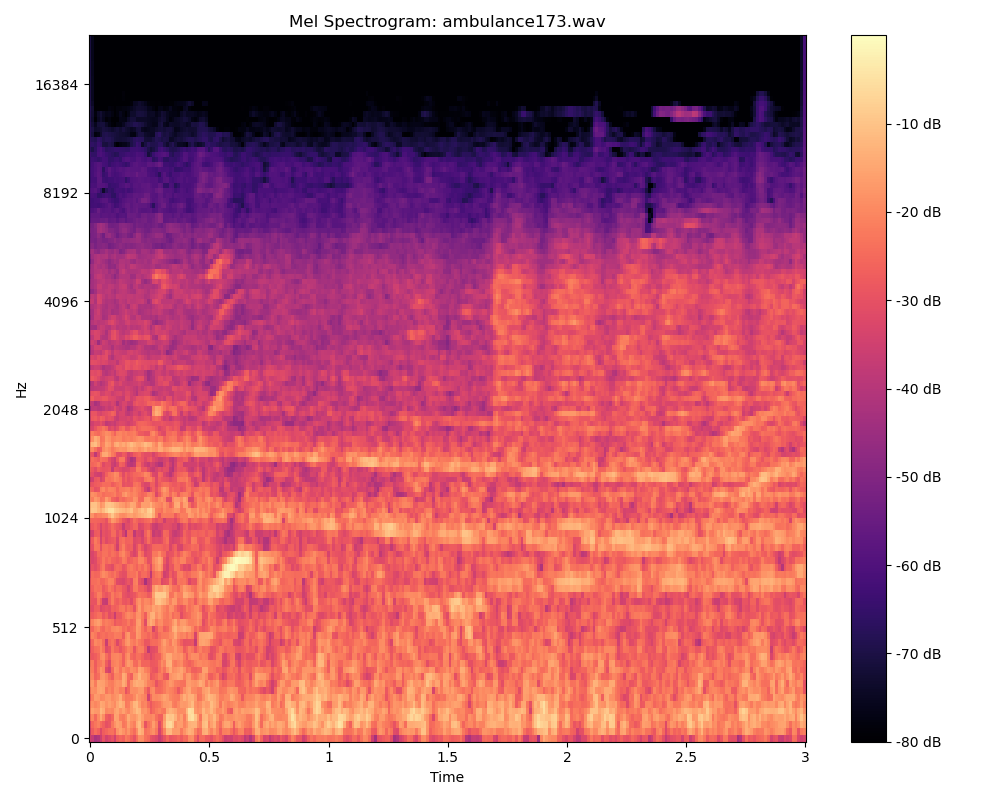 Mel Spectrogram: ambulance173.wav
16384
8192
4096
2048
1024
512
0
Hz
0
0.5
1
1.5
2
2.5
3
Time
-10 dB
-20 dB
-30 dB
-40 dB
-50 dB
-60 dB
-70 dB
-80 dB